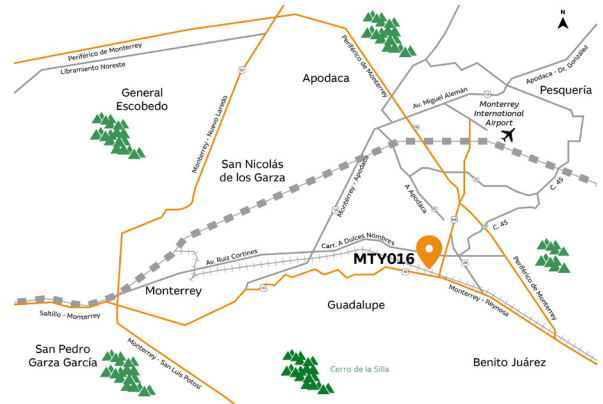 N
Periférico de Monterrey
Libramiento Noreste
General
Escobedo
Apodaca
Periférico de Monterrey
Apodaca - Dr. González
Av. Miguel Alemán
Pesquería
Monterrey
International
Airport
Monterrey - Nuevo Laredo
San Nicolás
de los Garza
Monterrey - Apodaca
A Apodaca
C. 45
C. 45
Carr. A Dulces Nombres
Av. Ruiz Cortines
MTY016
Monterrey
Saltillo - Monterrey
Guadalupe
Monterrey - Reynosa
Periférico de Monterrey
San Pedro
Garza García
Monterrey - San Luis Potosí
Cerro de la Silla
Benito Juárez